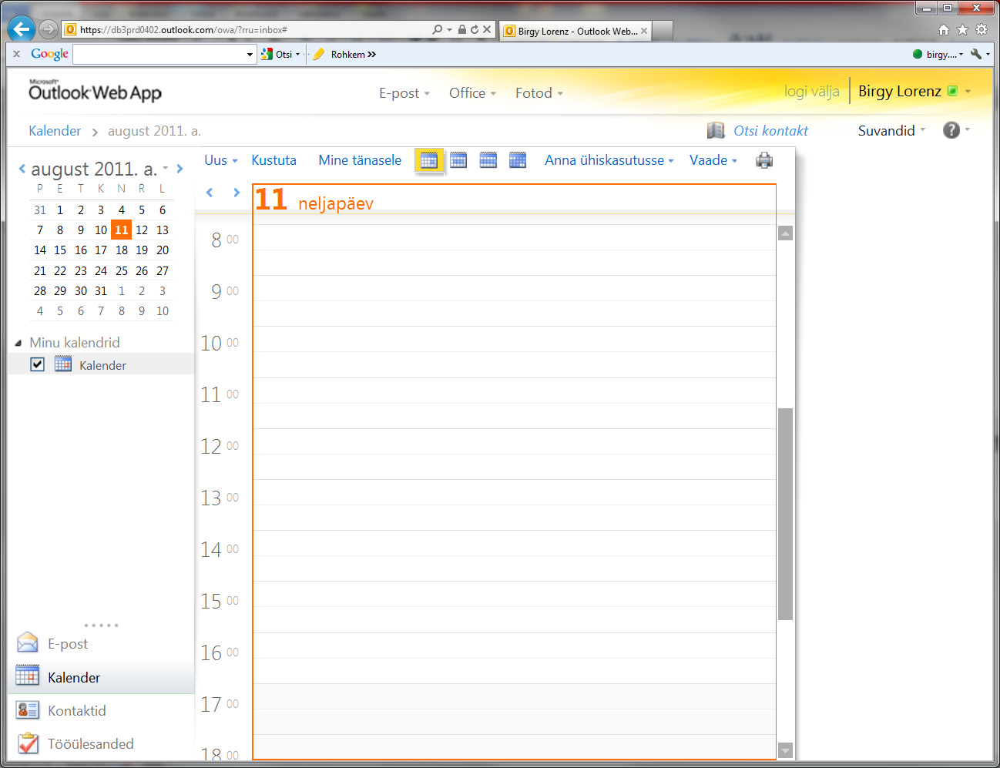 https://db3prd0402.outlook.com/owa/?rru=inbox#
Birgy Lorenz - Outlook Web...
x Google Otsi Rohkem »
birgy....
Microsoft®
Outlook Web App
E-post Office Fotod
logi välja Birgy Lorenz
Kalender > august 2011. a.
Otsi kontakt Suvandid ?
august 2011. a.
P E T K N R L
31 1 2 3 4 5 6
7 8 9 10 11 12 13
14 15 16 17 18 19 20
21 22 23 24 25 26 27
28 29 30 31 1 2 3
4 5 6 7 8 9 10
Minu kalendrid
Kalender
E-post
Kalender
Kontaktid
Tööülesanded
Uus Kustuta Mine tänasele Anna ühiskasutusse Vaade
11 neljapäev
8 00
9 00
10 00
11 00
12 00
13 00
14 00
15 00
16 00
17 00
18 00